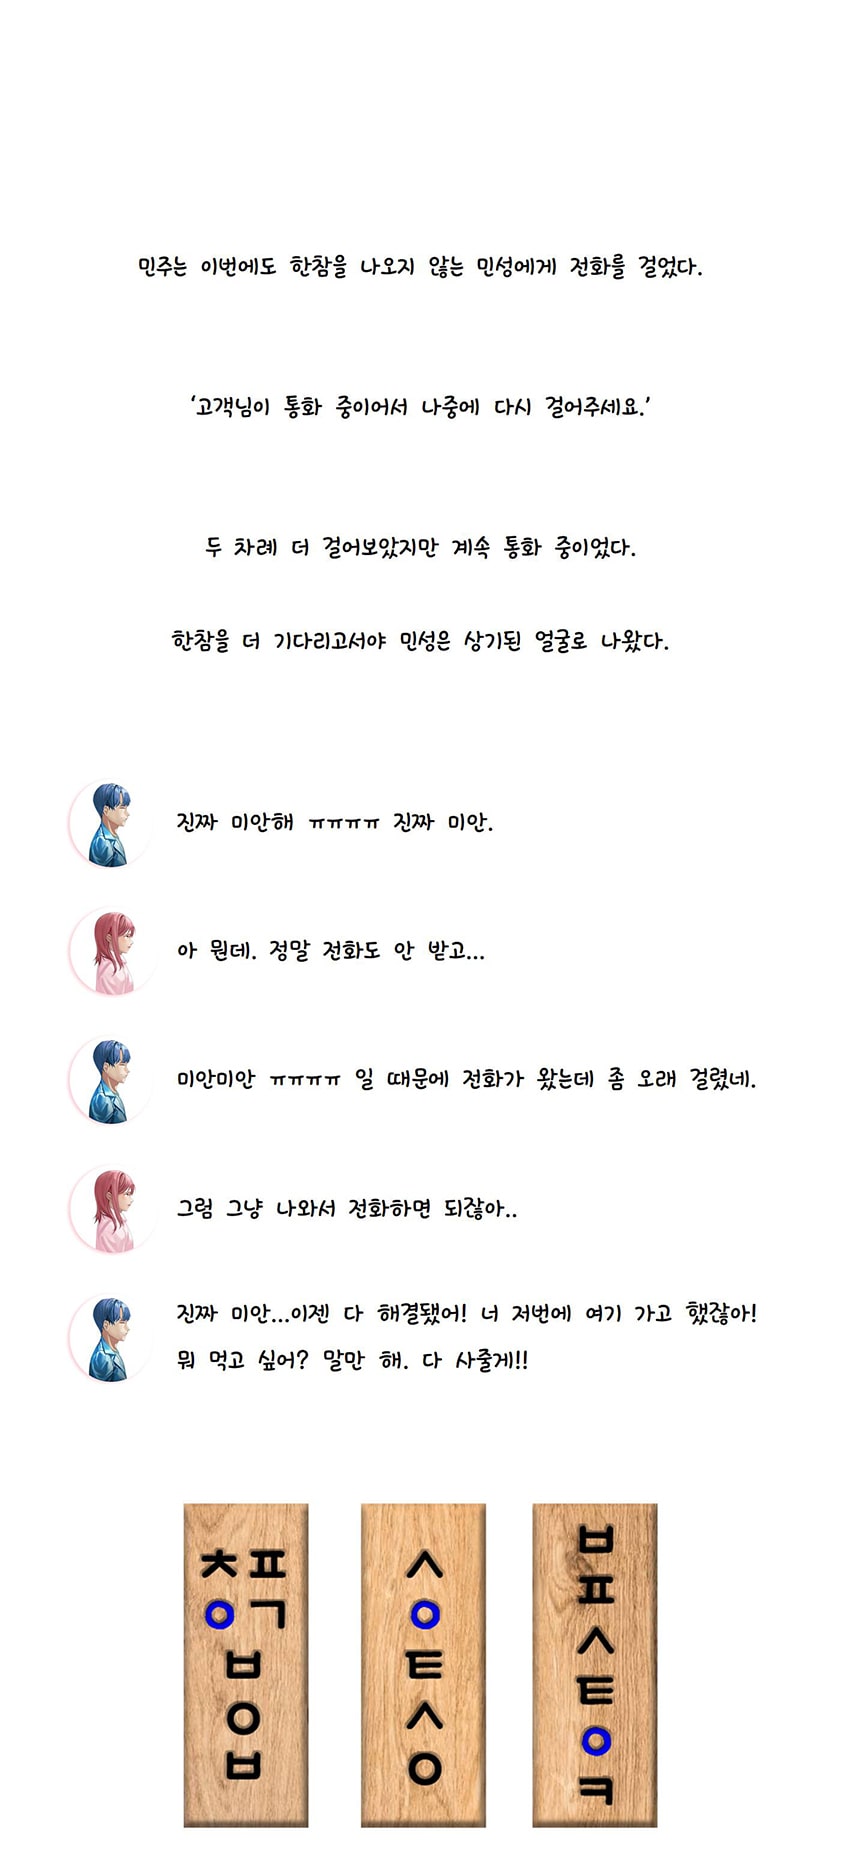 민주는 이번에도 한참을 나오지 않는 민성에게 전화를 걸었다.
‘고객님이 통화 중이어서 나중에 다시 걸어주세요.’
두 차례 더 걸어보았지만 계속 통화 중이었다.
한참을 더 기다리고서야 민성은 상기된 얼굴로 나왔다.
진짜 미안해 ㅠㅠㅠㅠ 진짜 미안.
아 뭔데. 정말 전화도 안 받고...
미안미안 ㅠㅠㅠㅠ 일 때문에 전화가 왔는데 좀 오래 걸렸네.
그럼 그냥 나와서 전화하면 되잖아..
진짜 미안...이젠 다 해결됐어! 너 저번에 여기 가고 했잖아!
뭐 먹고 싶어? 말만 해. 다 사줄게!!
ㅊㅍ
ㅇㄱ
ㅂ
ㅇ
ㅂ
ㅅ
ㅇ
ㅌ
ㅅ
ㅇ
ㅂ
ㅍ
ㅅ
ㅌ
ㅇ
ㅋ